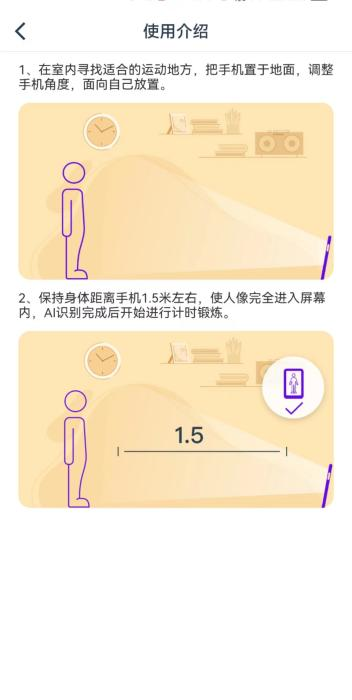 使用介绍
1、在室内寻找适合的运动地方，把手机置于地面，调整
手机角度，面向自己放置。
2、保持身体距离手机1.5米左右，使人像完全进入屏幕
内，AI识别完成后开始进行计时锻炼。
1.5